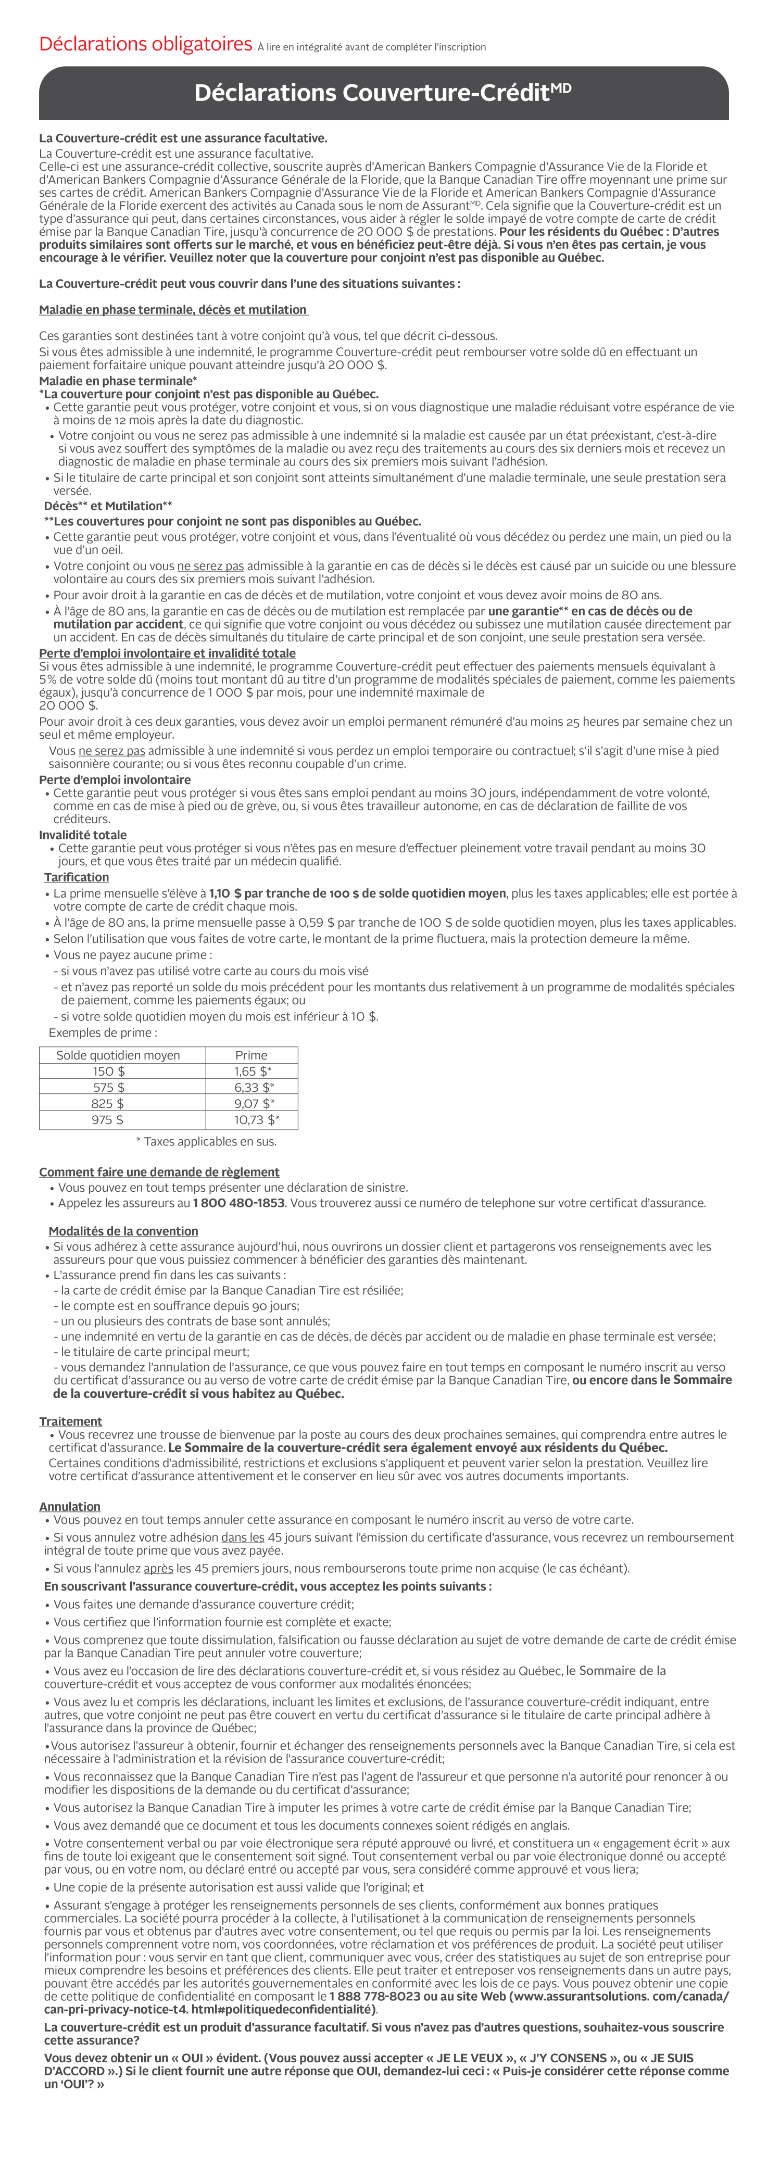 Déclarations obligatoires À lire en intégralité avant de compléter l'inscription
Déclarations Couverture-Crédit^MD
La Couverture-crédit est une assurance facultative.
La Couverture-crédit est une assurance facultative.
Celle-ci est une assurance-crédit collective, souscrite auprès d'American Bankers Compagnie d'Assurance Vie de la Floride et
d'American Bankers Compagnie d'Assurance Générale de la Floride, que la Banque Canadian Tire offre moyennant une prime sur
ses cartes de crédit. American Bankers Compagnie d'Assurance Vie de la Floride et American Bankers Compagnie d'Assurance
Générale de la Floride exercent des activités au Canada sous le nom de Assurant^MD. Cela signifie que la Couverture-crédit est un
type d'assurance qui peut, dans certaines circonstances, vous aider à régler le solde impayé de votre compte de carte de crédit
émise par la Banque Canadian Tire, jusqu'à concurrence de 20 000 $ de prestations. Pour les résidents du Québec : D'autres
produits similaires sont offerts sur le marché, et vous en bénéficiez peut-être déjà. Si vous n'en êtes pas certain, je vous
encourage à le vérifier. Veuillez noter que la couverture pour conjoint n'est pas disponible au Québec.
La Couverture-crédit peut vous couvrir dans l'une des situations suivantes :
Maladie en phase terminale, décès et mutilation
Ces garanties sont destinées tant à votre conjoint qu'à vous, tel que décrit ci-dessous.
Si vous êtes admissible à une indemnité, le programme Couverture-crédit peut rembourser votre solde dû en effectuant un
paiement forfaitaire unique pouvant atteindre jusqu'à 20 000 $.
Maladie en phase terminale*
*La couverture pour conjoint n'est pas disponible au Québec.
• Cette garantie peut vous protéger, votre conjoint et vous, si on vous diagnostique une maladie réduisant votre espérance de vie
à moins de 12 mois après la date du diagnostic.
• Votre conjoint ou vous ne serez pas admissible à une indemnité si la maladie est causée par un état préexistant, c'est-à-dire
si vous avez souffert des symptômes de la maladie ou avez reçu des traitements au cours des six derniers mois et recevez un
diagnostic de maladie en phase terminale au cours des six premiers mois suivant l'adhésion.
• Si le titulaire de carte principal et son conjoint sont atteints simultanément d'une maladie terminale, une seule prestation sera
versée.
Décès** et Mutilation**
**Les couvertures pour conjoint ne sont pas disponibles au Québec.
• Cette garantie peut vous protéger, votre conjoint et vous, dans l'éventualité où vous décédez ou perdez une main, un pied ou la
vue d'un oeil.
• Votre conjoint ou vous ne serez pas admissible à la garantie en cas de décès si le décès est causé par un suicide ou une blessure
volontaire au cours des six premiers mois suivant l'adhésion.
• Pour avoir droit à la garantie en cas de décès et de mutilation, votre conjoint et vous devez avoir moins de 80 ans.
• À l'âge de 80 ans, la garantie en cas de décès ou de mutilation est remplacée par une garantie** en cas de décès ou de
mutilation par accident, ce qui signifie que votre conjoint ou vous décédez ou subissez une mutilation causée directement par
un accident. En cas de décès simultanés du titulaire de carte principal et de son conjoint, une seule prestation sera versée.
Perte d'emploi involontaire et invalidité totale
Si vous êtes admissible à une indemnité, le programme Couverture-crédit peut effectuer des paiements mensuels équivalant à
5 % de votre solde dû (moins tout montant dû au titre d'un programme de modalités spéciales de paiement, comme les paiements
égaux), jusqu'à concurrence de 1 000 $ par mois, pour une indemnité maximale de
20 000 $.
Pour avoir droit à ces deux garanties, vous devez avoir un emploi permanent rémunéré d'au moins 25 heures par semaine chez un
seul et même employeur.
Vous ne serez pas admissible à une indemnité si vous perdez un emploi temporaire ou contractuel; s'il s'agit d'une mise à pied
saisonnière courante; ou si vous êtes reconnu coupable d'un crime.
Perte d'emploi involontaire
• Cette garantie peut vous protéger si vous êtes sans emploi pendant au moins 30 jours, indépendamment de votre volonté,
comme en cas de mise à pied ou de grève, ou, si vous êtes travailleur autonome, en cas de déclaration de faillite de vos
créditeurs.
Invalidité totale
• Cette garantie peut vous protéger si vous n'êtes pas en mesure d'effectuer pleinement votre travail pendant au moins 30
jours, et que vous êtes traité par un médecin qualifié.
Tarification
• La prime mensuelle s'élève à 1,10 $ par tranche de 100 $ de solde quotidien moyen, plus les taxes applicables; elle est portée à
votre compte de carte de crédit chaque mois.
• À l'âge de 80 ans, la prime mensuelle passe à 0,59 $ par tranche de 100 $ de solde quotidien moyen, plus les taxes applicables.
• Selon l'utilisation que vous faites de votre carte, le montant de la prime fluctuera, mais la protection demeure la même.
• Vous ne payez aucune prime :
- si vous n'avez pas utilisé votre carte au cours du mois visé
- et n'avez pas reporté un solde du mois précédent pour les montants dus relativement à un programme de modalités spéciales
de paiement, comme les paiements égaux; ou
- si votre solde quotidien moyen du mois est inférieur à 10 $.
Exemples de prime :
Solde quotidien moyen Prime
150 $ 1,65 $*
575 $ 6,33 $*
825 $ 9,07 $*
975 S 10,73 $*
* Taxes applicables en sus.
Comment faire une demande de règlement
• Vous pouvez en tout temps présenter une déclaration de sinistre.
• Appelez les assureurs au 1 800 480-1853. Vous trouverez aussi ce numéro de telephone sur votre certificat d'assurance.
Modalités de la convention
• Si vous adhérez à cette assurance aujourd'hui, nous ouvrirons un dossier client et partagerons vos renseignements avec les
assureurs pour que vous puissiez commencer à bénéficier des garanties dès maintenant.
• L'assurance prend fin dans les cas suivants :
- la carte de crédit émise par la Banque Canadian Tire est résiliée;
- le compte est en souffrance depuis 90 jours;
- un ou plusieurs des contrats de base sont annulés;
- une indemnité en vertu de la garantie en cas de décès, de décès par accident ou de maladie en phase terminale est versée;
- le titulaire de carte principal meurt;
- vous demandez l'annulation de l'assurance, ce que vous pouvez faire en tout temps en composant le numéro inscrit au verso
du certificat d'assurance ou au verso de votre carte de crédit émise par la Banque Canadian Tire, ou encore dans le Sommaire
de la couverture-crédit si vous habitez au Québec.
Traitement
• Vous recevrez une trousse de bienvenue par la poste au cours des deux prochaines semaines, qui comprendra entre autres le
certificat d'assurance. Le Sommaire de la couverture-crédit sera également envoyé aux résidents du Québec.
Certaines conditions d'admissibilité, restrictions et exclusions s'appliquent et peuvent varier selon la prestation. Veuillez lire
votre certificat d'assurance attentivement et le conserver en lieu sûr avec vos autres documents importants.
Annulation
• Vous pouvez en tout temps annuler cette assurance en composant le numéro inscrit au verso de votre carte.
• Si vous annulez votre adhésion dans les 45 jours suivant l'émission du certificate d'assurance, vous recevrez un remboursement
intégral de toute prime que vous avez payée.
• Si vous l'annulez après les 45 premiers jours, nous rembourserons toute prime non acquise (le cas échéant).
En souscrivant l'assurance couverture-crédit, vous acceptez les points suivants :
• Vous faites une demande d'assurance couverture crédit;
• Vous certifiez que l'information fournie est complète et exacte;
• Vous comprenez que toute dissimulation, falsification ou fausse déclaration au sujet de votre demande de carte de crédit émise
par la Banque Canadian Tire peut annuler votre couverture;
• Vous avez eu l'occasion de lire des déclarations couverture-crédit et, si vous résidez au Québec, le Sommaire de la
couverture-crédit et vous acceptez de vous conformer aux modalités énoncées;
• Vous avez lu et compris les déclarations, incluant les limites et exclusions, de l'assurance couverture-crédit indiquant, entre
autres, que votre conjoint ne peut pas être couvert en vertu du certificat d'assurance si le titulaire de carte principal adhère à
l'assurance dans la province de Québec;
•Vous autorisez l'assureur à obtenir, fournir et échanger des renseignements personnels avec la Banque Canadian Tire, si cela est
nécessaire à l'administration et la révision de l'assurance couverture-crédit;
• Vous reconnaissez que la Banque Canadian Tire n'est pas l'agent de l'assureur et que personne n'a autorité pour renoncer à ou
modifier les dispositions de la demande ou du certificat d'assurance;
• Vous autorisez la Banque Canadian Tire à imputer les primes à votre carte de crédit émise par la Banque Canadian Tire;
• Vous avez demandé que ce document et tous les documents connexes soient rédigés en anglais.
• Votre consentement verbal ou par voie électronique sera réputé approuvé ou livré, et constituera un « engagement écrit » aux
fins de toute loi exigeant que le consentement soit signé. Tout consentement verbal ou par voie électronique donné ou accepté
par vous, ou en votre nom, ou déclaré entré ou accepté par vous, sera considéré comme approuvé et vous liera;
• Une copie de la présente autorisation est aussi valide que l'original; et
• Assurant s'engage à protéger les renseignements personnels de ses clients, conformément aux bonnes pratiques
commerciales. La société pourra procéder à la collecte, à l'utilisationet à la communication de renseignements personnels
fournis par vous et obtenus par d'autres avec votre consentement, ou tel que requis ou permis par la loi. Les renseignements
personnels comprennent votre nom, vos coordonnées, votre réclamation et vos préférences de produit. La société peut utiliser
l'information pour : vous servir en tant que client, communiquer avec vous, créer des statistiques au sujet de son entreprise pour
mieux comprendre les besoins et préférences des clients. Elle peut traiter et entreposer vos renseignements dans un autre pays,
pouvant être accédés par les autorités gouvernementales en conformité avec les lois de ce pays. Vous pouvez obtenir une copie
de cette politique de confidentialité en composant le 1 888 778-8023 ou au site Web (www.assurantsolutions. com/canada/
can-pri-privacy-notice-t4. html#politiquedeconfidentialité).
La couverture-crédit est un produit d'assurance facultatif. Si vous n'avez pas d'autres questions, souhaitez-vous souscrire
cette assurance?
Vous devez obtenir un « OUI » évident. (Vous pouvez aussi accepter « JE LE VEUX », « J'Y CONSENS », ou « JE SUIS
D'ACCORD ».) Si le client fournit une autre réponse que OUI, demandez-lui ceci : « Puis-je considérer cette réponse comme
un 'OUI'? »